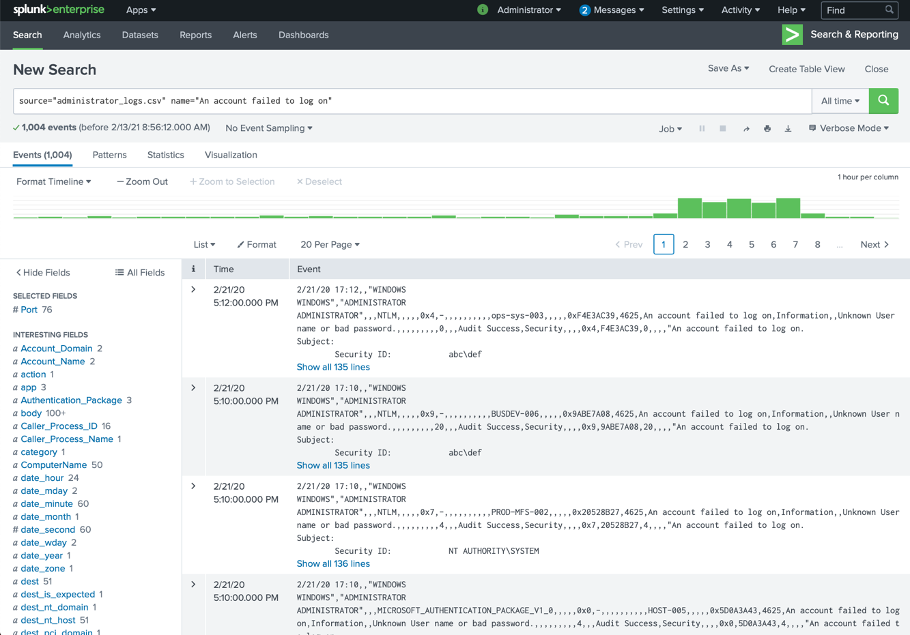 splunk>enterprise Apps ▾ i Administrator ▾ 2 Messages ▾ Settings ▾ Activity ▾ Help ▾ Find
Search Analytics Datasets Reports Alerts Dashboards > Search & Reporting
New Search Save As ▾ Create Table View Close
source="administrator_logs.csv" name="An account failed to log on" All time ▾
✓ 1,004 events (before 2/13/21 8:56:12.000 AM) No Event Sampling ▾ Job ▾ Verbose Mode ▾
Events (1,004) Patterns Statistics Visualization
Format Timeline ▾ — Zoom Out + Zoom to Selection × Deselect 1 hour per column
List ▾ Format 20 Per Page ▾ < Prev 1 2 3 4 5 6 7 8 ... Next >
< Hide Fields All Fields
SELECTED FIELDS
# Port 76
INTERESTING FIELDS
a Account_Domain 2
a Account_Name 2
a action 1
a app 3
a Authentication_Package 3
a body 100+
a Caller_Process_ID 16
a Caller_Process_Name 1
a category 1
a ComputerName 50
a date_hour 24
a date_mday 2
a date_minute 60
a date_month 1
# date_second 60
a date_wday 2
a date_year 1
a date_zone 1
a dest 51
a dest_is_expected 1
a dest_nt_domain 1
a dest_nt_host 51
a dest_pci_domain 1
i Time Event
> 2/21/20
5:12:00.000 PM
2/21/20 17:12,,"WINDOWS
WINDOWS","ADMINISTRATOR
ADMINISTRATOR",,,NTLM,,,,,0x4,-,,,,,,,,,,ops-sys-003,,,,,0xF4E3AC39,4625,An account failed to log on,Information,,Unknown User
name or bad password.,,,,,,,,,0,,,Audit Success,Security,,,,0x4,F4E3AC39,0,,,,"An account failed to log on.
Subject:
Security ID: abc\def
Show all 135 lines
> 2/21/20
5:10:00.000 PM
2/21/20 17:10,,"WINDOWS
WINDOWS","ADMINISTRATOR
ADMINISTRATOR",,,NTLM,,,,,0x9,-,,,,,,,,,,BUSDEV-006,,,,,0x9ABE7A08,4625,An account failed to log on,Information,,Unknown User n
ame or bad password.,,,,,,,,,20,,,Audit Success,Security,,,,0x9,9ABE7A08,20,,,,"An account failed to log on.
Subject:
Security ID: abc\def
Show all 135 lines
> 2/21/20
5:10:00.000 PM
2/21/20 17:10,,"WINDOWS
WINDOWS","ADMINISTRATOR
ADMINISTRATOR",,,NTLM,,,,,0x7,-,,,,,,,,,,PROD-MFS-002,,,,,0x20528B27,4625,An account failed to log on,Information,,Unknown User
name or bad password.,,,,,,,,,4,,,Audit Success,Security,,,,0x7,20528B27,4,,,,"An account failed to log on.
Subject:
Security ID: NT AUTHORITY\SYSTEM
Show all 136 lines
> 2/21/20
5:10:00.000 PM
2/21/20 17:10,,"WINDOWS
WINDOWS","ADMINISTRATOR
ADMINISTRATOR",,,MICROSOFT_AUTHENTICATION_PACKAGE_V1_0,,,,,0x0,-,,,,,,,,,,HOST-005,,,,,0x5D0A3A43,4625,An account failed to log
on,Information,,Unknown User name or bad password.,,,,,,,,,4,,,Audit Success,Security,,,,0x0,5D0A3A43,4,,,,"An account failed t